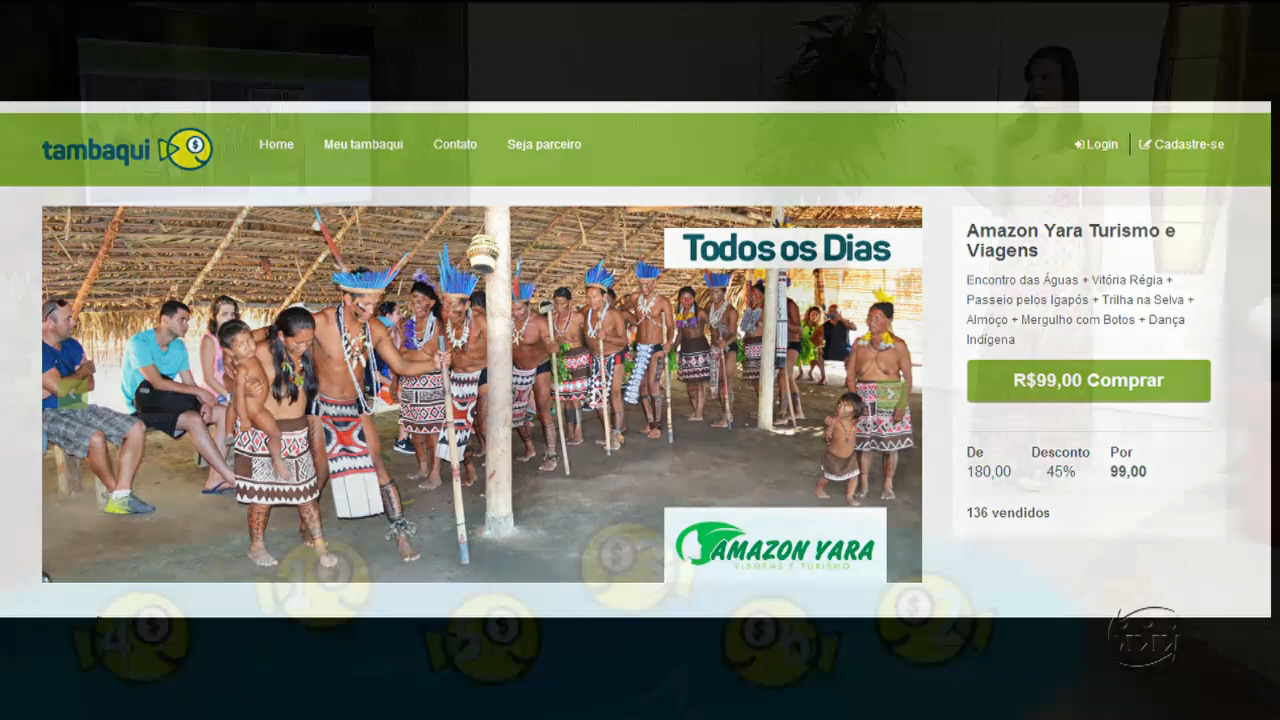 tambaqui
Home
Meu tambaqui
Contato
Seja parceiro
Login
Cadastre-se
Todos os Dias
AMAZON YARA
VIAGENS E TURISMO
Amazon Yara Turismo e
Viagens
Encontro das Águas + Vitória Régia +
Passeio pelos Igapós + Trilha na Selva +
Almoço + Mergulho com Botos + Dança
Indígena
R$99,00 Comprar
De
Desconto
Por
180,00
45%
99,00
136 vendidos